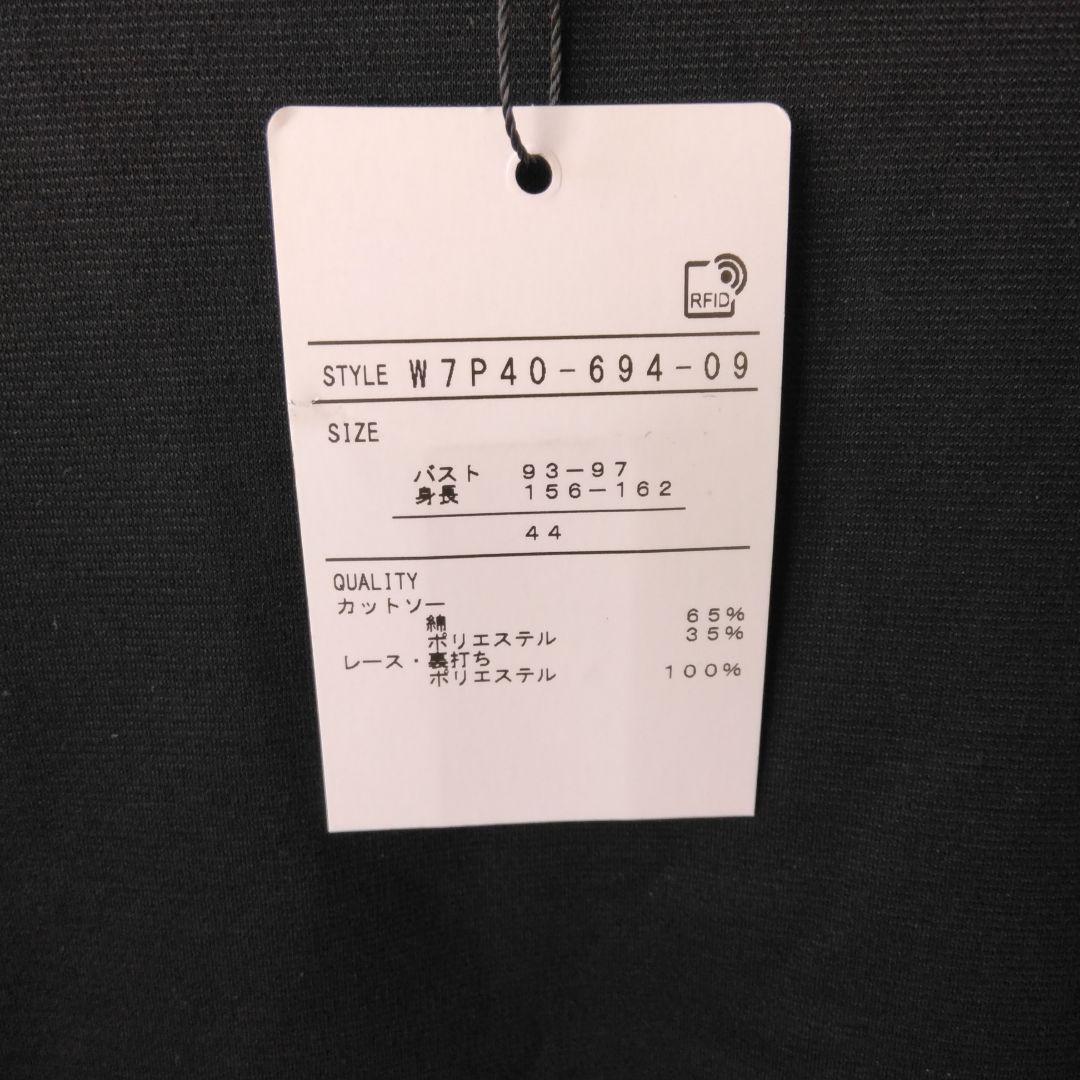 RFID
STYLE W7P40-694-09
SIZE
バスト 93-97
身長 156-162
44
QUALITY
カットソー
綿 65%
ポリエステル 35%
レース・裏打ち
ポリエステル 100%